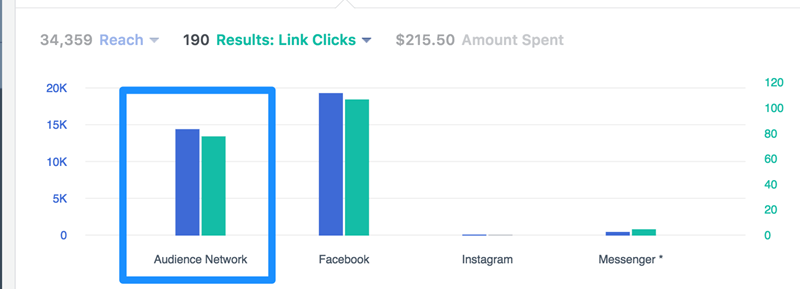 34,359 Reach 190 Results: Link Clicks $215.50 Amount Spent
20K
15K
10K
5K
0
120
100
80
60
40
20
0
Audience Network Facebook Instagram Messenger *